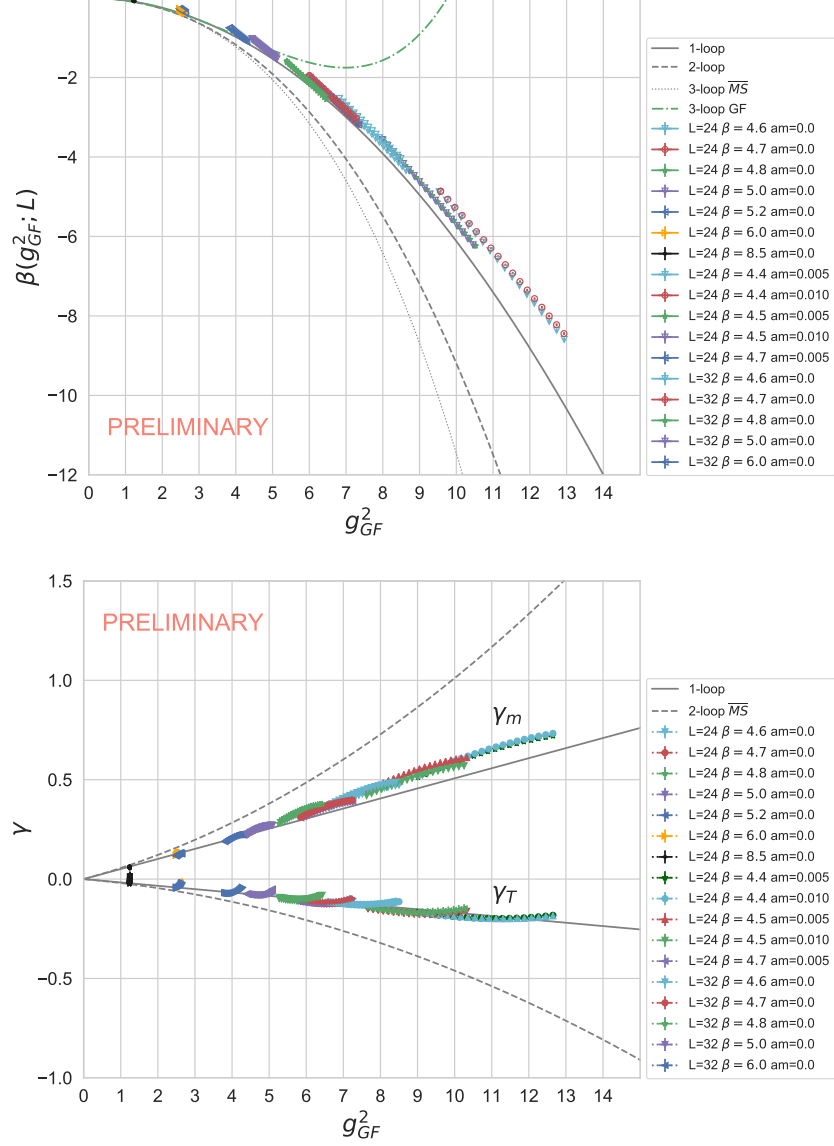 1-loop
2-loop
3-loop M̅S̅
3-loop GF
L=24 β = 4.6 am=0.0
L=24 β = 4.7 am=0.0
L=24 β = 4.8 am=0.0
L=24 β = 5.0 am=0.0
L=24 β = 5.2 am=0.0
L=24 β = 6.0 am=0.0
L=24 β = 8.5 am=0.0
L=24 β = 4.4 am=0.005
L=24 β = 4.4 am=0.010
L=24 β = 4.5 am=0.005
L=24 β = 4.5 am=0.010
L=24 β = 4.7 am=0.005
L=32 β = 4.6 am=0.0
L=32 β = 4.7 am=0.0
L=32 β = 4.8 am=0.0
L=32 β = 5.0 am=0.0
L=32 β = 6.0 am=0.0
−2
−4
−6
−8
−10
−12
β(g²_GF; L)
PRELIMINARY
0 1 2 3 4 5 6 7 8 9 10 11 12 13 14
g²_GF
1.5
1.0
0.5
0.0
−0.5
−1.0
γ
PRELIMINARY
γ_m
γ_T
0 1 2 3 4 5 6 7 8 9 10 11 12 13 14
g²_GF
1-loop
2-loop M̅S̅
L=24 β = 4.6 am=0.0
L=24 β = 4.7 am=0.0
L=24 β = 4.8 am=0.0
L=24 β = 5.0 am=0.0
L=24 β = 5.2 am=0.0
L=24 β = 6.0 am=0.0
L=24 β = 8.5 am=0.0
L=24 β = 4.4 am=0.005
L=24 β = 4.4 am=0.010
L=24 β = 4.5 am=0.005
L=24 β = 4.5 am=0.010
L=24 β = 4.7 am=0.005
L=32 β = 4.6 am=0.0
L=32 β = 4.7 am=0.0
L=32 β = 4.8 am=0.0
L=32 β = 5.0 am=0.0
L=32 β = 6.0 am=0.0